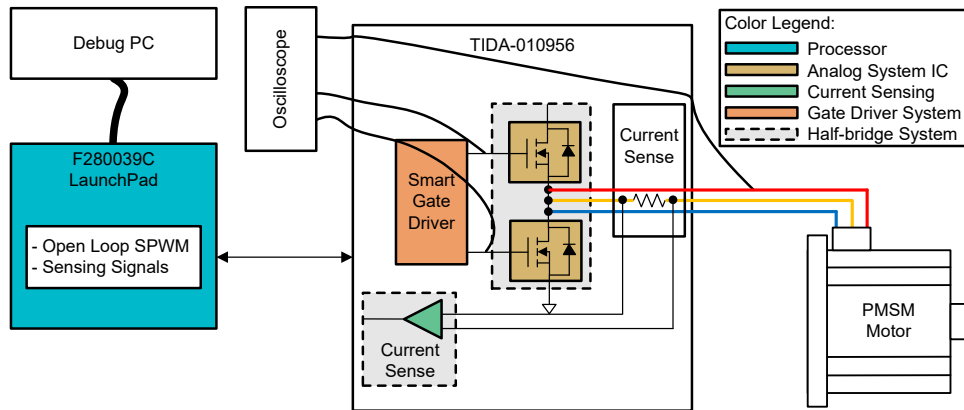 Debug PC
Oscilloscope
TIDA-010956
Color Legend:
Processor
Analog System IC
Current Sensing
Gate Driver System
Half-bridge System
F280039C
LaunchPad
- Open Loop SPWM
- Sensing Signals
Smart
Gate
Driver
Current
Sense
Current
Sense
PMSM
Motor